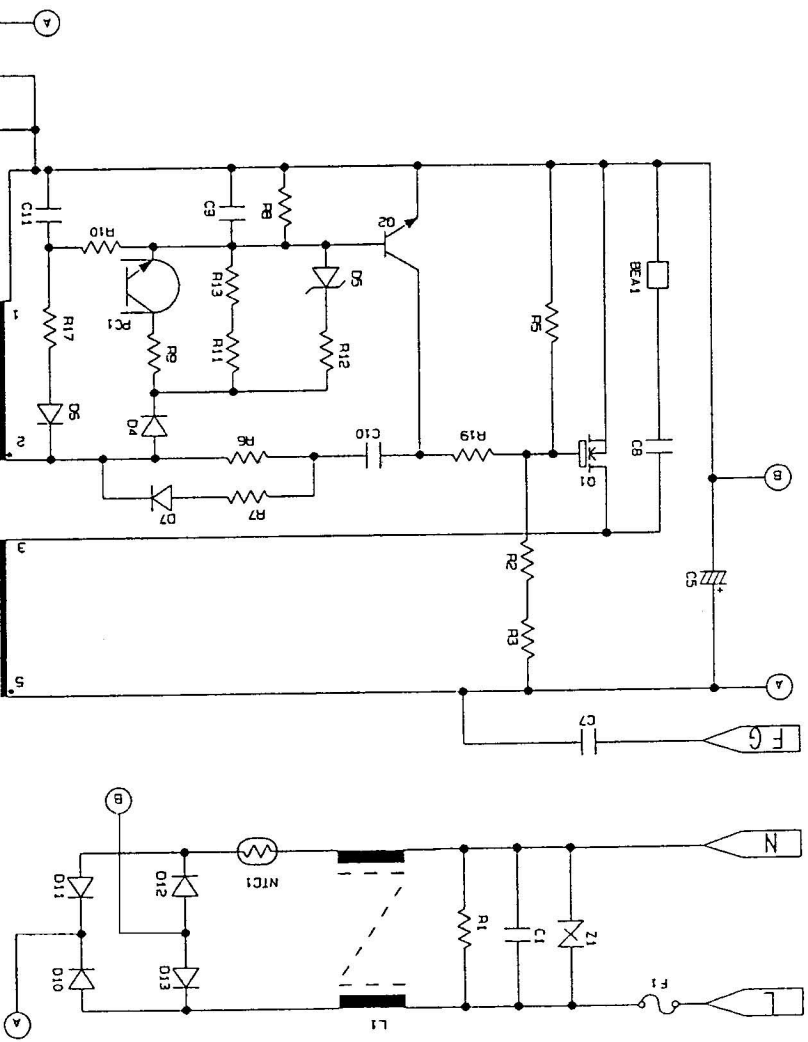 L
F1
L1
A
Z1
C1
R1
D13
D10
D12
D11
NTC1
N
B
FG
C7
A
5
R3
C5
+
R2
3
R7
D7
B
Q1
C8
R19
C10
R6
D4
2
D6
R12
R11
R9
R5
PC1
R17
1
BEA1
D5
R13
R10
Q2
R8
C9
C11
A